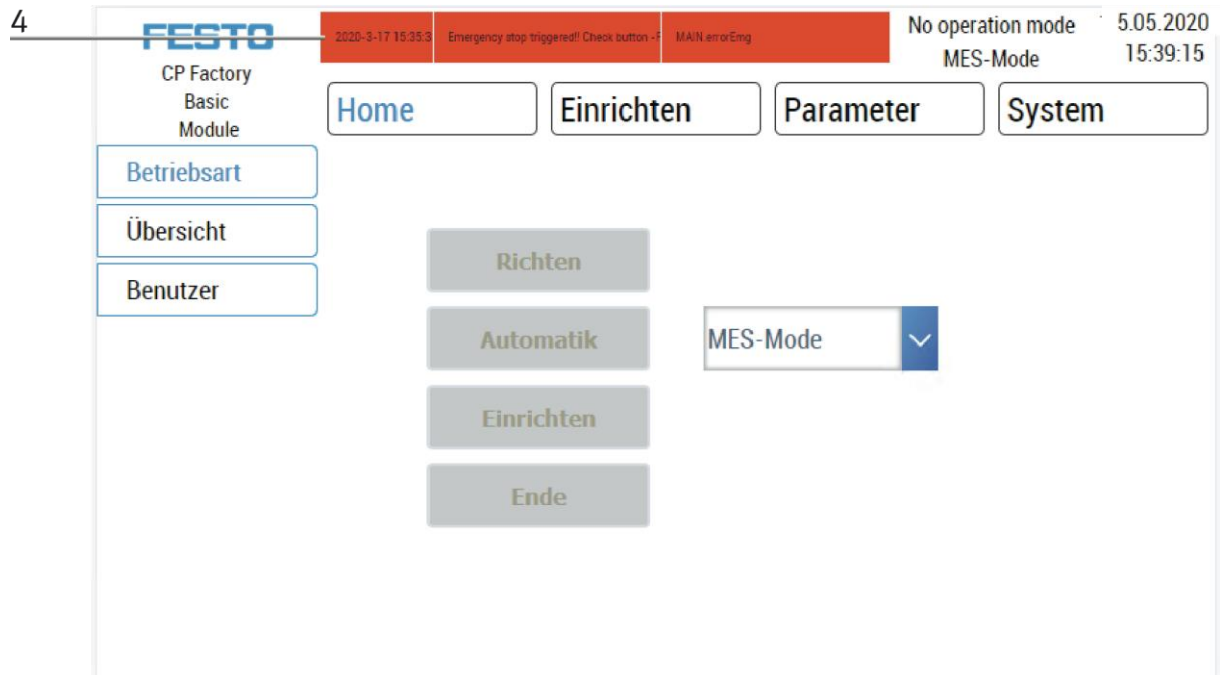 4
FESTO
CP Factory
Basic
Module
2020-3-17 15:35:3 Emergency stop triggered!! Check button -F MAIN.errorEmg
No operation mode
MES-Mode
5.05.2020
15:39:15
Home Einrichten Parameter System
Betriebsart
Übersicht
Benutzer
Richten
Automatik
MES-Mode
Einrichten
Ende